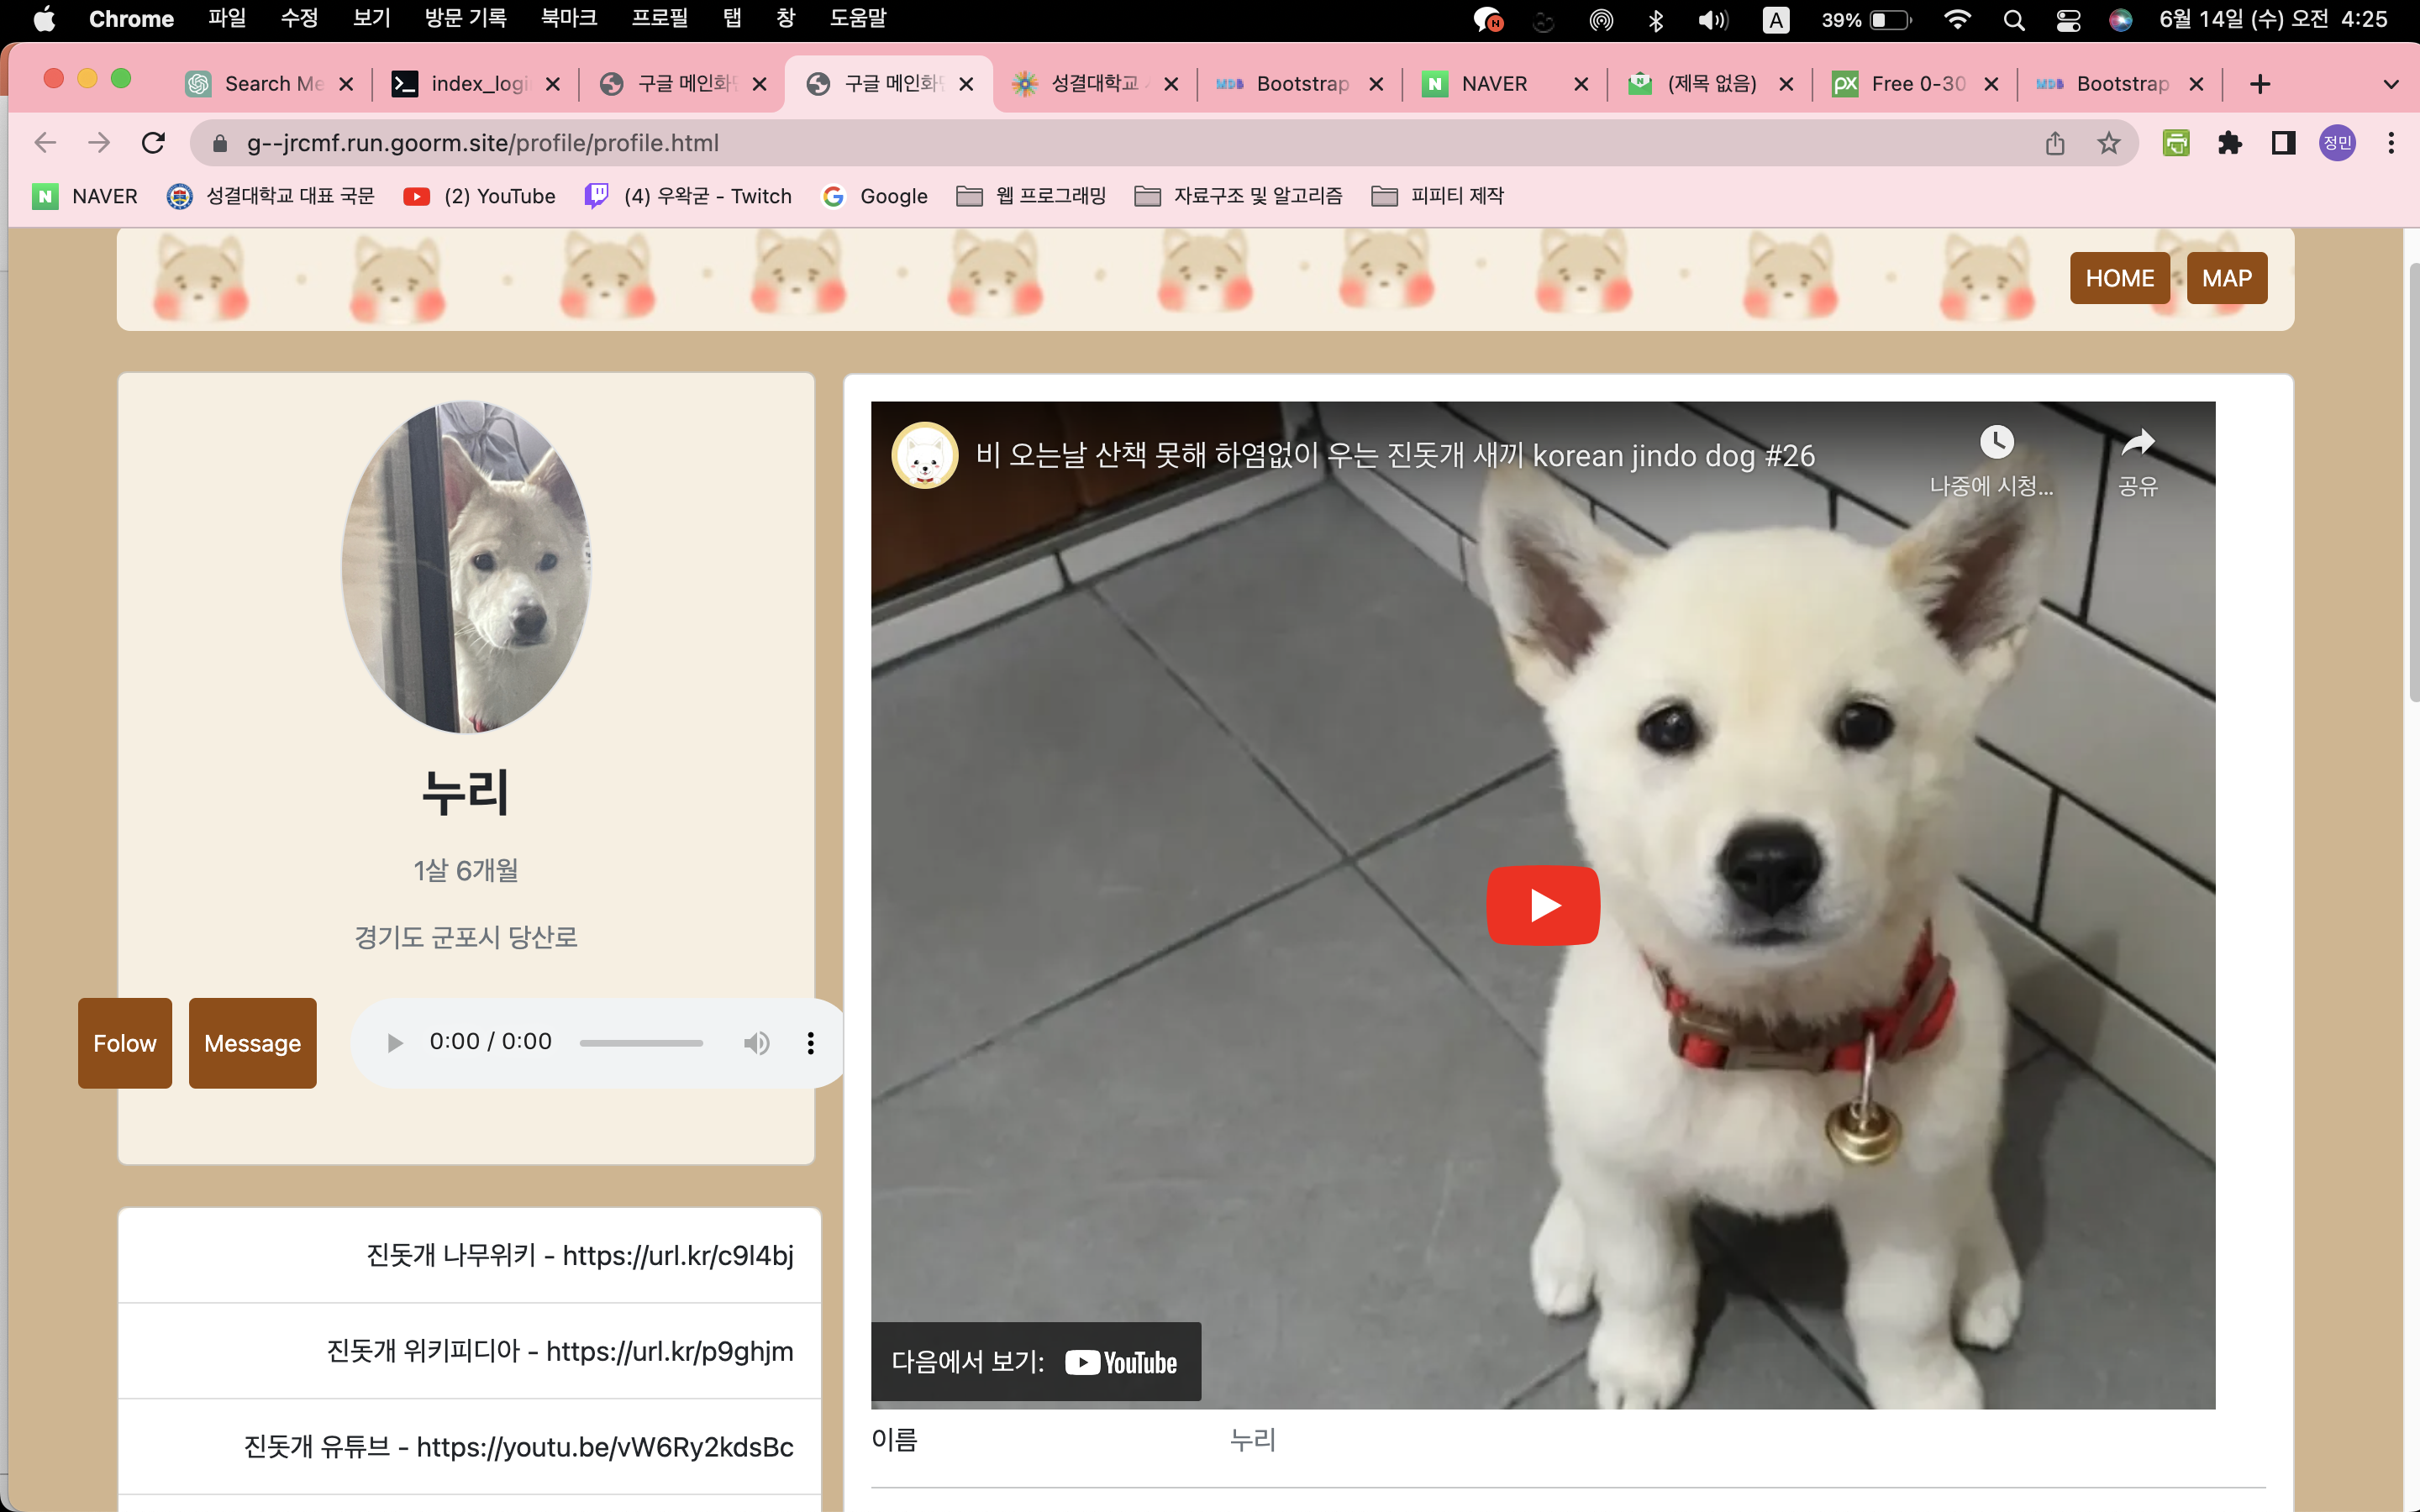 Chrome 파일 수정 보기 방문 기록 북마크 프로필 탭 창 도움말 A 39% 6월 14일 (수) 오전 4:25
Search Me index_logi 구글 메인화면 구글 메인화면 성결대학교 Bootstrap NAVER (제목 없음) Free 0-30 Bootstrap
g--jrcmf.run.goorm.site/profile/profile.html 정민
NAVER 성결대학교 대표 국문 (2) YouTube (4) 우왁굳 - Twitch Google 웹 프로그래밍 자료구조 및 알고리즘 피피티 제작
HOME MAP
비 오는날 산책 못해 하염없이 우는 진돗개 새끼 korean jindo dog #26
나중에 시청... 공유
누리
1살 6개월
경기도 군포시 당산로
Folow Message 0:00 / 0:00
진돗개 나무위키 - https://url.kr/c9l4bj
진돗개 위키피디아 - https://url.kr/p9ghjm
진돗개 유튜브 - https://youtu.be/vW6Ry2kdsBc
다음에서 보기: YouTube
이름 누리